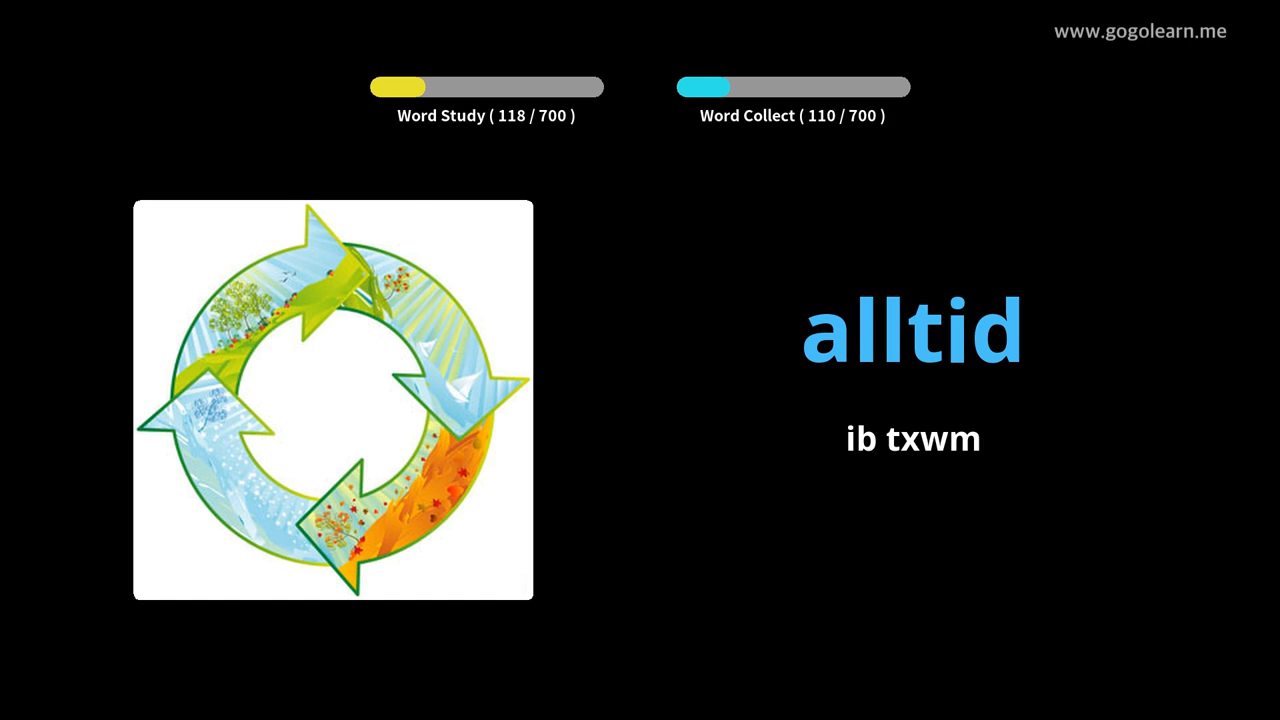 www.gogolearn.me
Word Study ( 118 / 700 )
Word Collect ( 110 / 700 )
alltid
ib txwm